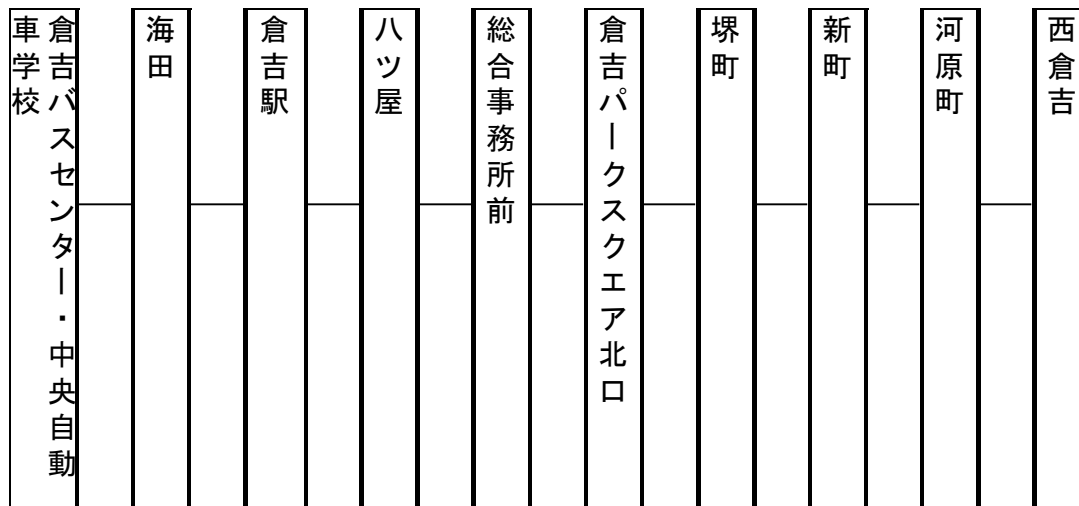 倉吉バスセンター・中央自動
車学校
海田
倉吉駅
八ツ屋
総合事務所前
倉吉パークスクエア北口
堺町
新町
河原町
西倉吉